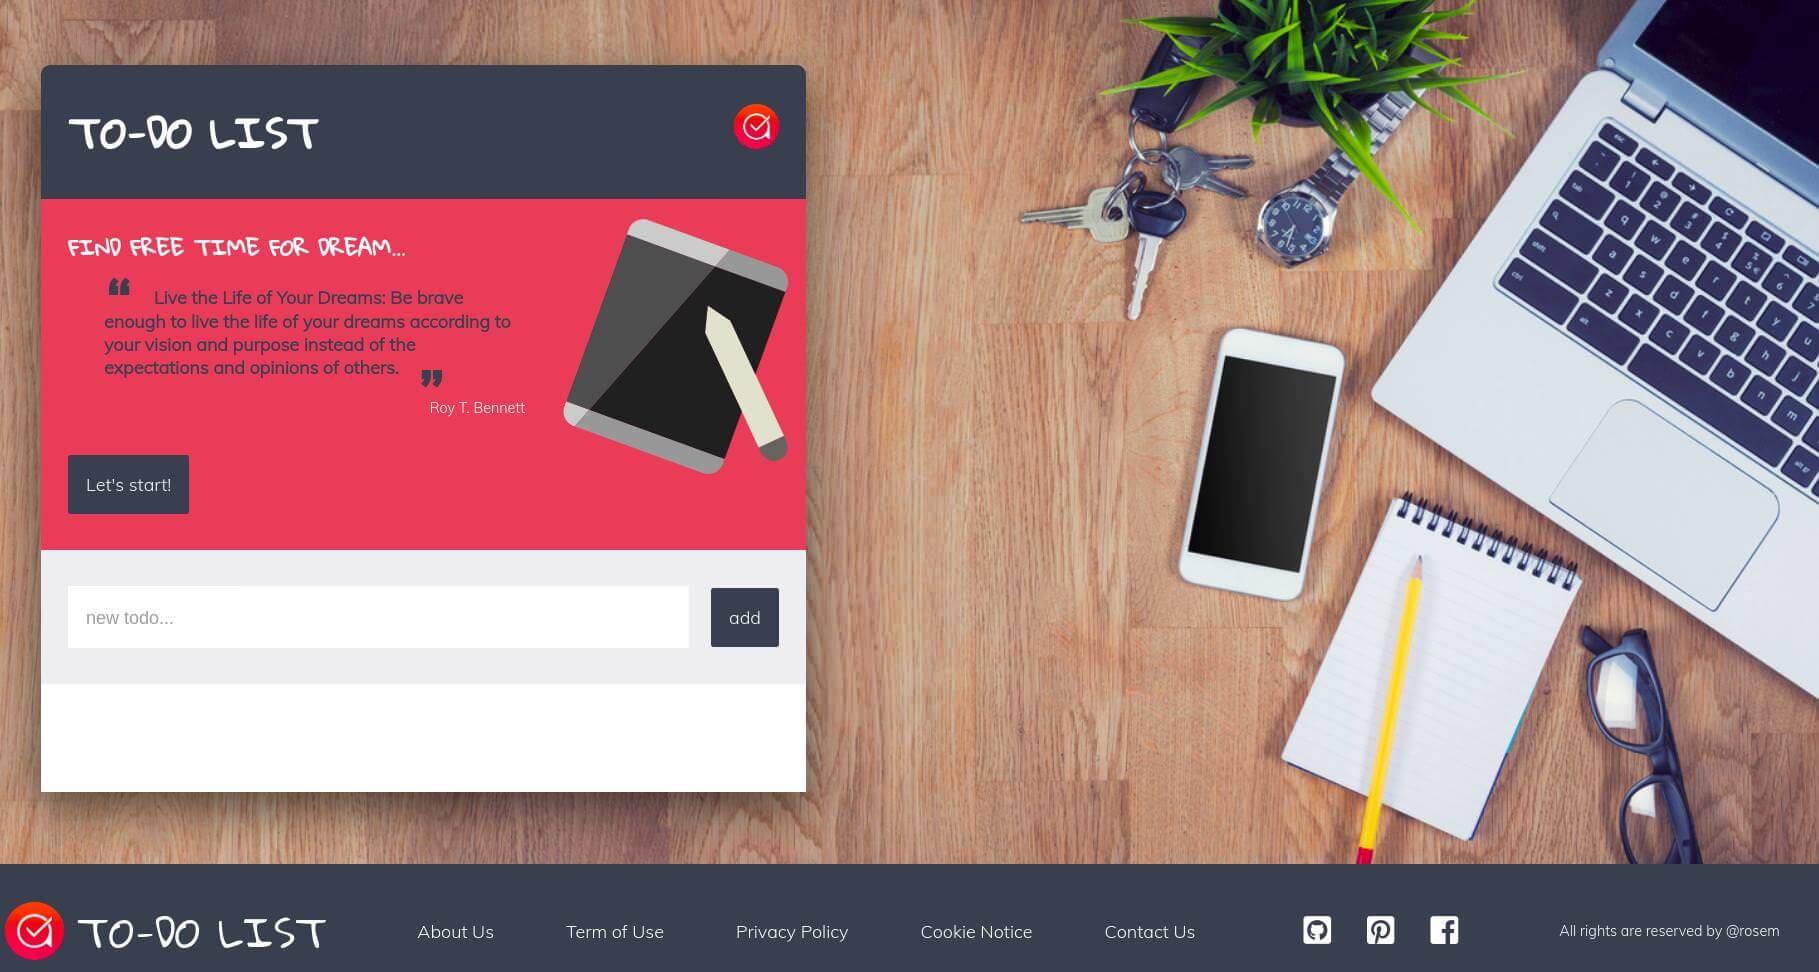 TO-DO LIST
FIND FREE TIME FOR DREAM...
“ Live the Life of Your Dreams: Be brave
enough to live the life of your dreams according to
your vision and purpose instead of the
expectations and opinions of others. ”
Roy T. Bennett
Let's start!
new todo...
add
TO-DO LIST
About Us
Term of Use
Privacy Policy
Cookie Notice
Contact Us
All rights are reserved by @rosem